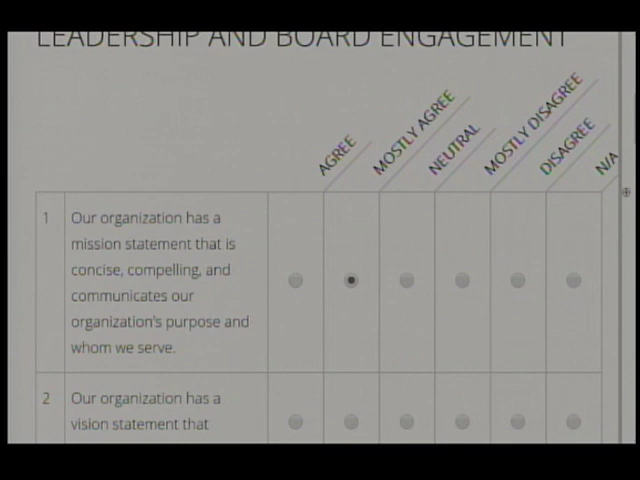 LEADERSHIP AND BOARD ENGAGEMENT
AGREE
MOSTLY AGREE
NEUTRAL
MOSTLY DISAGREE
DISAGREE
N/A
1 Our organization has a
mission statement that is
concise, compelling, and
communicates our
organization's purpose and
whom we serve.
2 Our organization has a
vision statement that